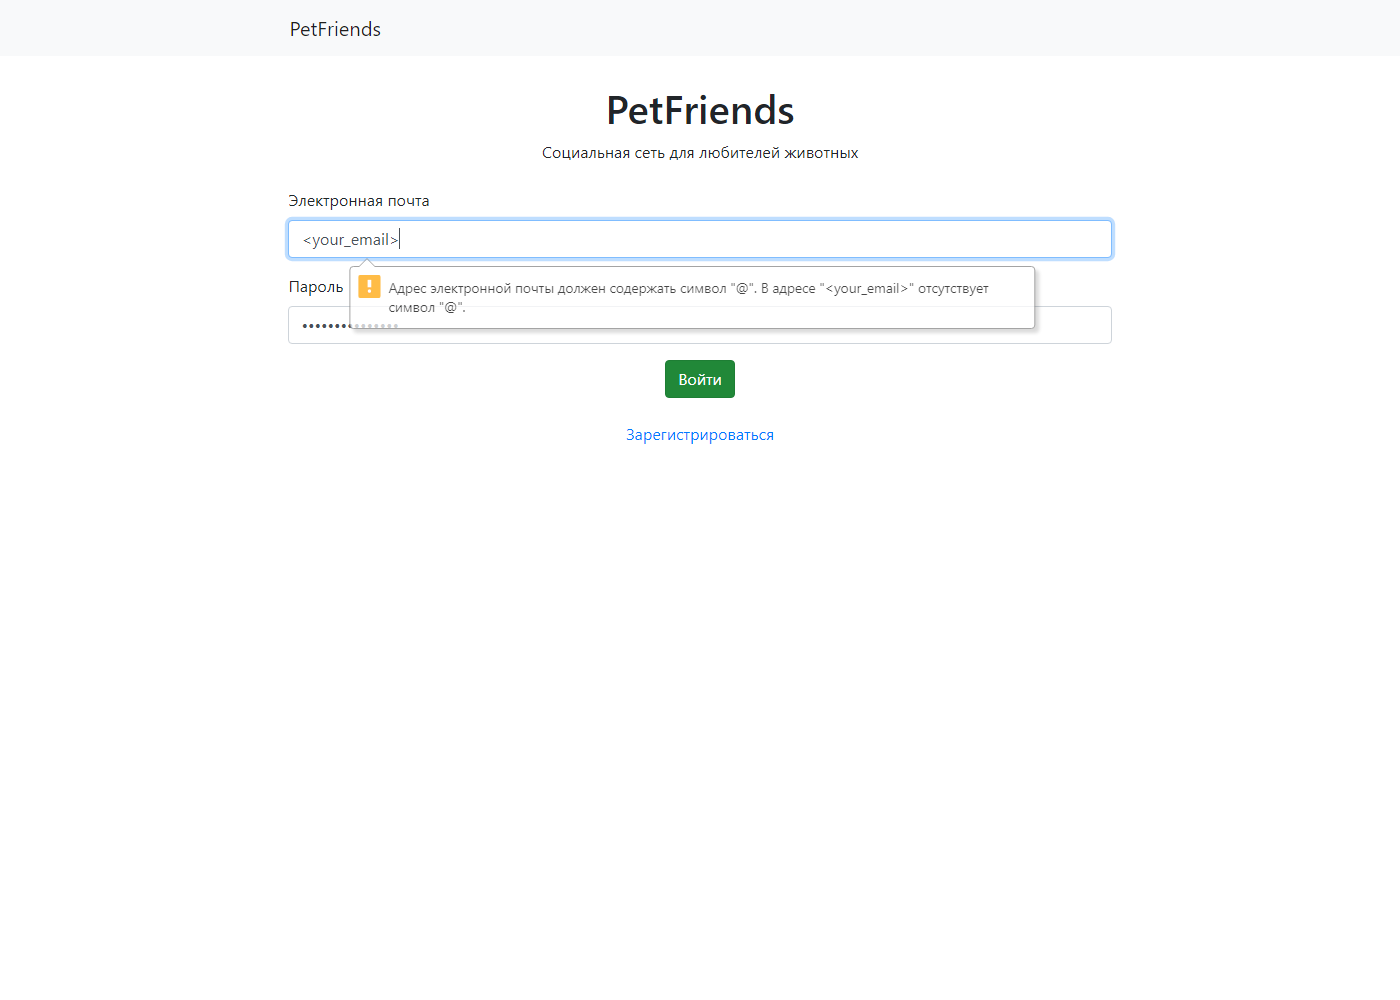 PetFriends
PetFriends
Социальная сеть для любителей животных
Электронная почта
<your_email>
Пароль
Адрес электронной почты должен содержать символ "@". В адресе "<your_email>" отсутствует
символ "@".
Войти
Зарегистрироваться